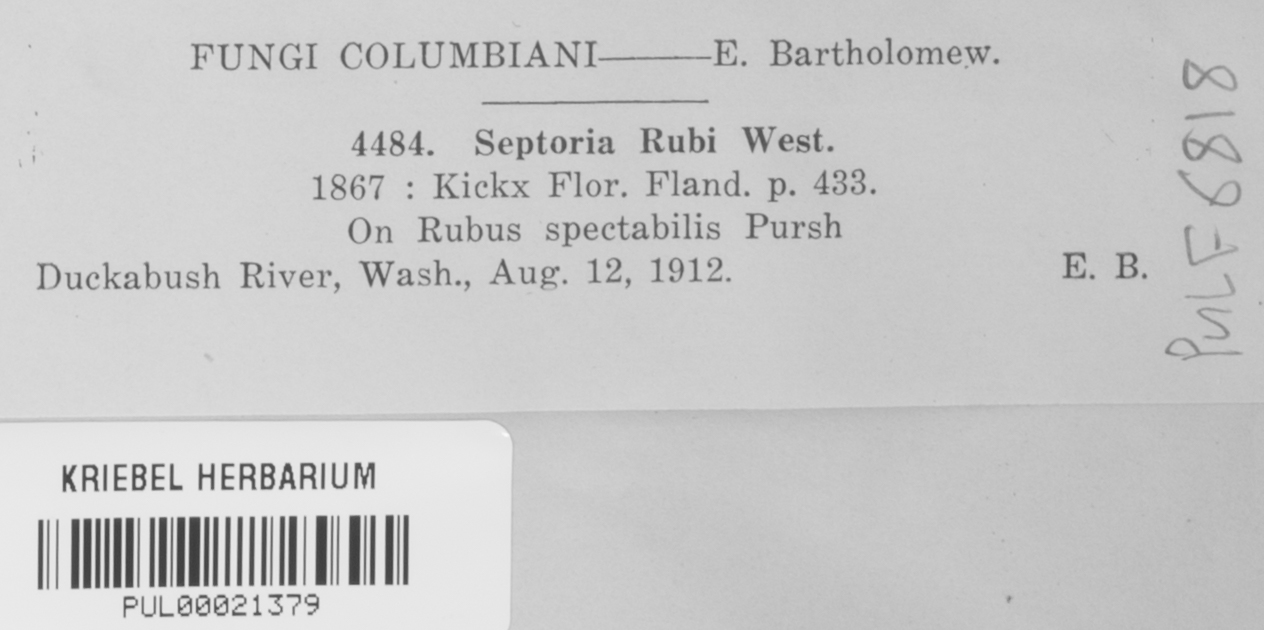 FUNGI COLUMBIANI——E. Bartholomew.
4484. Septoria Rubi West.
1867 : Kickx Flor. Fland. p. 433.
On Rubus spectabilis Pursh
Duckabush River, Wash., Aug. 12, 1912. E. B.
PUL F6818
KRIEBEL HERBARIUM
PUL00021379